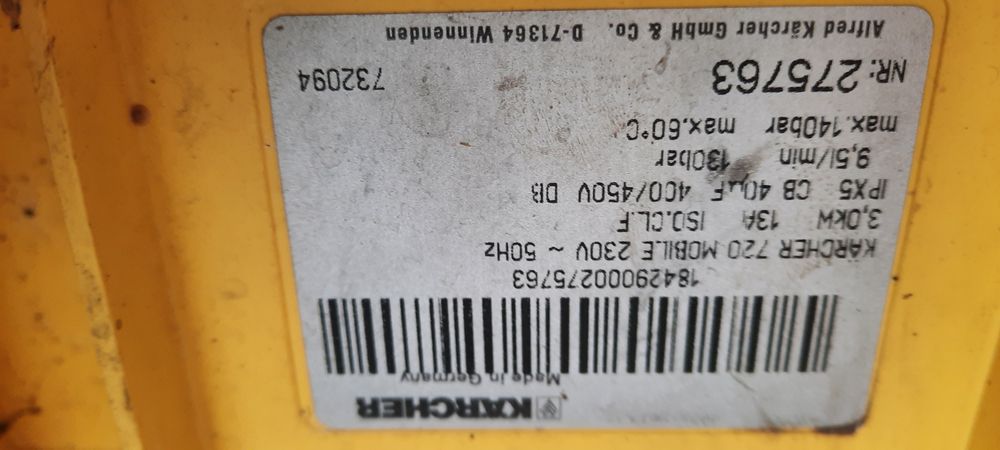 KÄRCHER
Made in Germany
18429000275763
KÄRCHER 720 MOBILE 230V ~ 50Hz
3,0kW 13A ISO.CL.F
IPX5 CB 40µF 400/450V DB
9,5l/min 130bar
max.140bar max.60°C
NR: 275763 732094
Alfred Kärcher GmbH & Co. D-71364 Winnenden